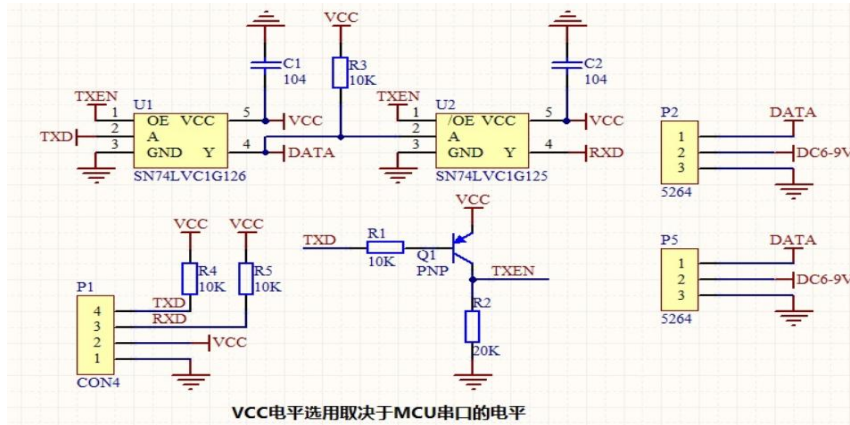 VCC
C1
104
R3
10K
C2
104
TXEN
U1
1
OE VCC
5
VCC
TXD
2
A
3
GND Y
4
DATA
SN74LVC1G126
TXEN
U2
1
/OE VCC
5
VCC
2
A
3
GND Y
4
RXD
SN74LVC1G125
P2
1
DATA
2
DC6-9V
3
5264
VCC
VCC
R4
10K
R5
10K
P1
4
TXD
3
RXD
2
VCC
1
CON4
VCC
TXD
R1
10K
Q1
PNP
TXEN
R2
20K
P5
1
DATA
2
DC6-9V
3
5264
VCC电平选用取决于MCU串口的电平